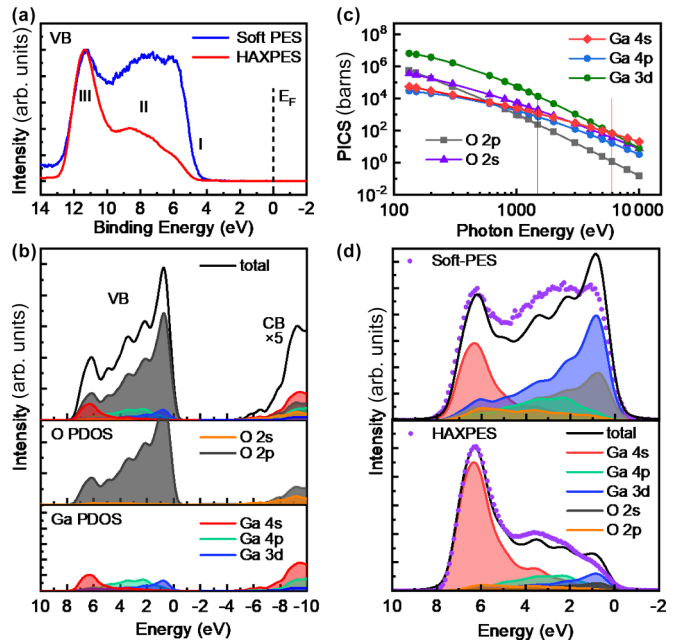 (a)
VB
Soft PES
HAXPES
III
II
I
E_F
Intensity (arb. units)
14 12 10 8 6 4 2 0 -2
Binding Energy (eV)
(c)
Ga 4s
Ga 4p
Ga 3d
O 2p
O 2s
PICS (barns)
10^8
10^6
10^4
10^2
10^0
10^-2
100 1000 10000
Photon Energy (eV)
(b)
total
VB
CB
×5
O PDOS
O 2s
O 2p
Ga PDOS
Ga 4s
Ga 4p
Ga 3d
Intensity (arb. units)
10 8 6 4 2 0 -2 -4 -6 -8 -10
Energy (eV)
(d)
Soft-PES
HAXPES
total
Ga 4s
Ga 4p
Ga 3d
O 2s
O 2p
Intensity (arb. units)
10 8 6 4 2 0 -2
Energy (eV)